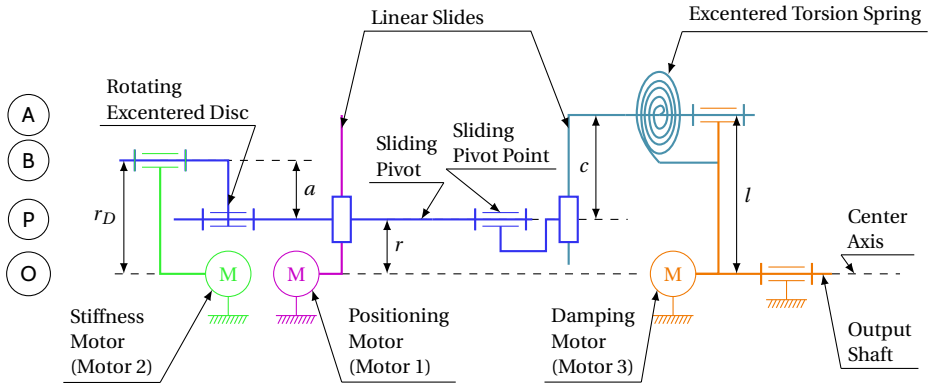 Linear Slides
Excentered Torsion Spring
Rotating
Excentered Disc
A
B
P
O
Sliding
Pivot
Sliding
Pivot Point
r_D
a
r
c
l
Center
Axis
M
M
M
Stiffness
Motor
(Motor 2)
Positioning
Motor
(Motor 1)
Damping
Motor
(Motor 3)
Output
Shaft